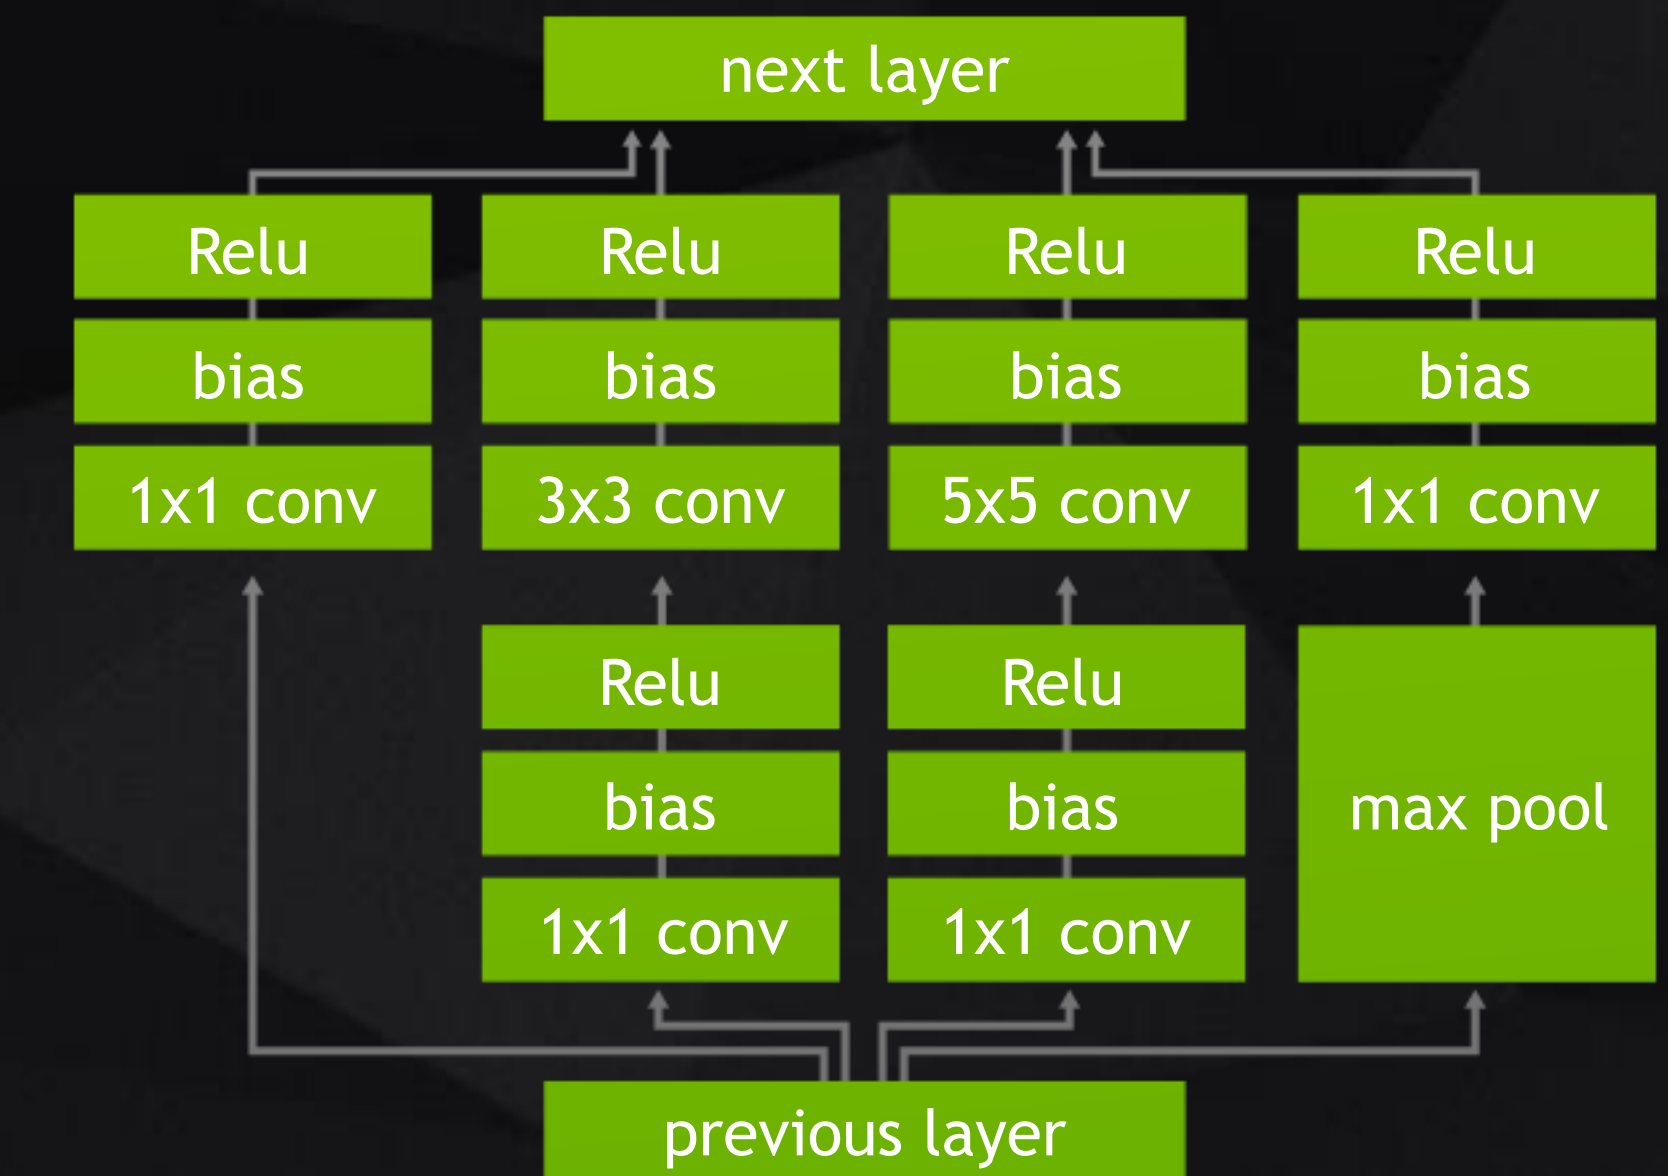 next layer
Relu
Relu
Relu
Relu
bias
bias
bias
bias
1x1 conv
3x3 conv
5x5 conv
1x1 conv
Relu
Relu
bias
bias
max pool
1x1 conv
1x1 conv
previous layer